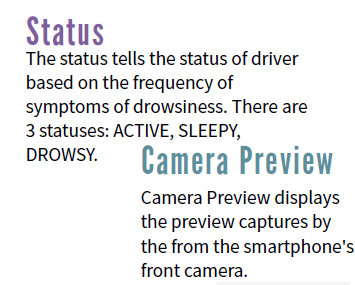 Status
The status tells the status of driver
based on the frequency of
symptoms of drowsiness. There are
3 statuses: ACTIVE, SLEEPY,
DROWSY.
Camera Preview
Camera Preview displays
the preview captures by
the from the smartphone's
front camera.